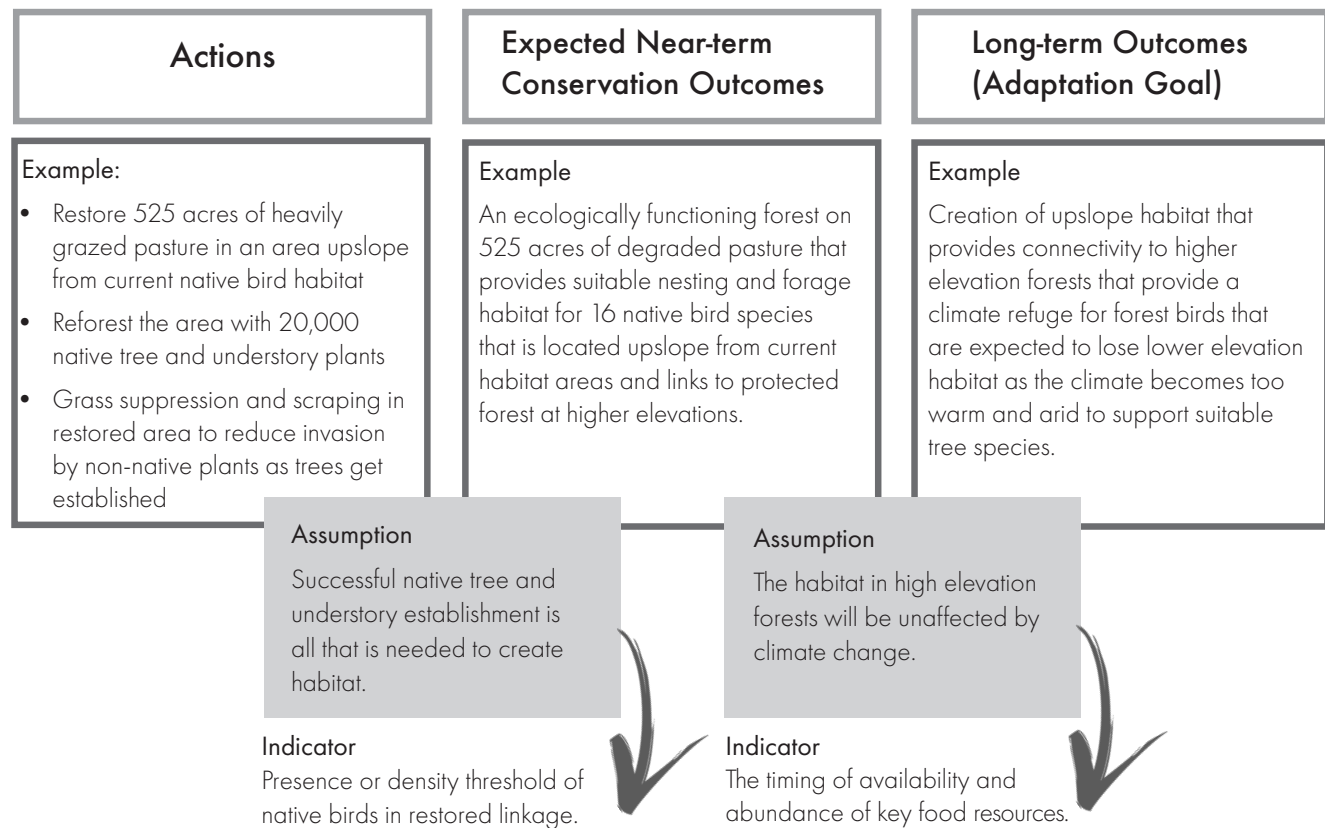 Actions
Expected Near-term
Conservation Outcomes
Long-term Outcomes
(Adaptation Goal)
Example:
• Restore 525 acres of heavily
grazed pasture in an area upslope
from current native bird habitat
• Reforest the area with 20,000
native tree and understory plants
• Grass suppression and scraping in
restored area to reduce invasion
by non-native plants as trees get
established
Example
An ecologically functioning forest on
525 acres of degraded pasture that
provides suitable nesting and forage
habitat for 16 native bird species
that is located upslope from current
habitat areas and links to protected
forest at higher elevations.
Example
Creation of upslope habitat that
provides connectivity to higher
elevation forests that provide a
climate refuge for forest birds that
are expected to lose lower elevation
habitat as the climate becomes too
warm and arid to support suitable
tree species.
Assumption
Successful native tree and
understory establishment is
all that is needed to create
habitat.
Assumption
The habitat in high elevation
forests will be unaffected by
climate change.
Indicator
Presence or density threshold of
native birds in restored linkage.
Indicator
The timing of availability and
abundance of key food resources.